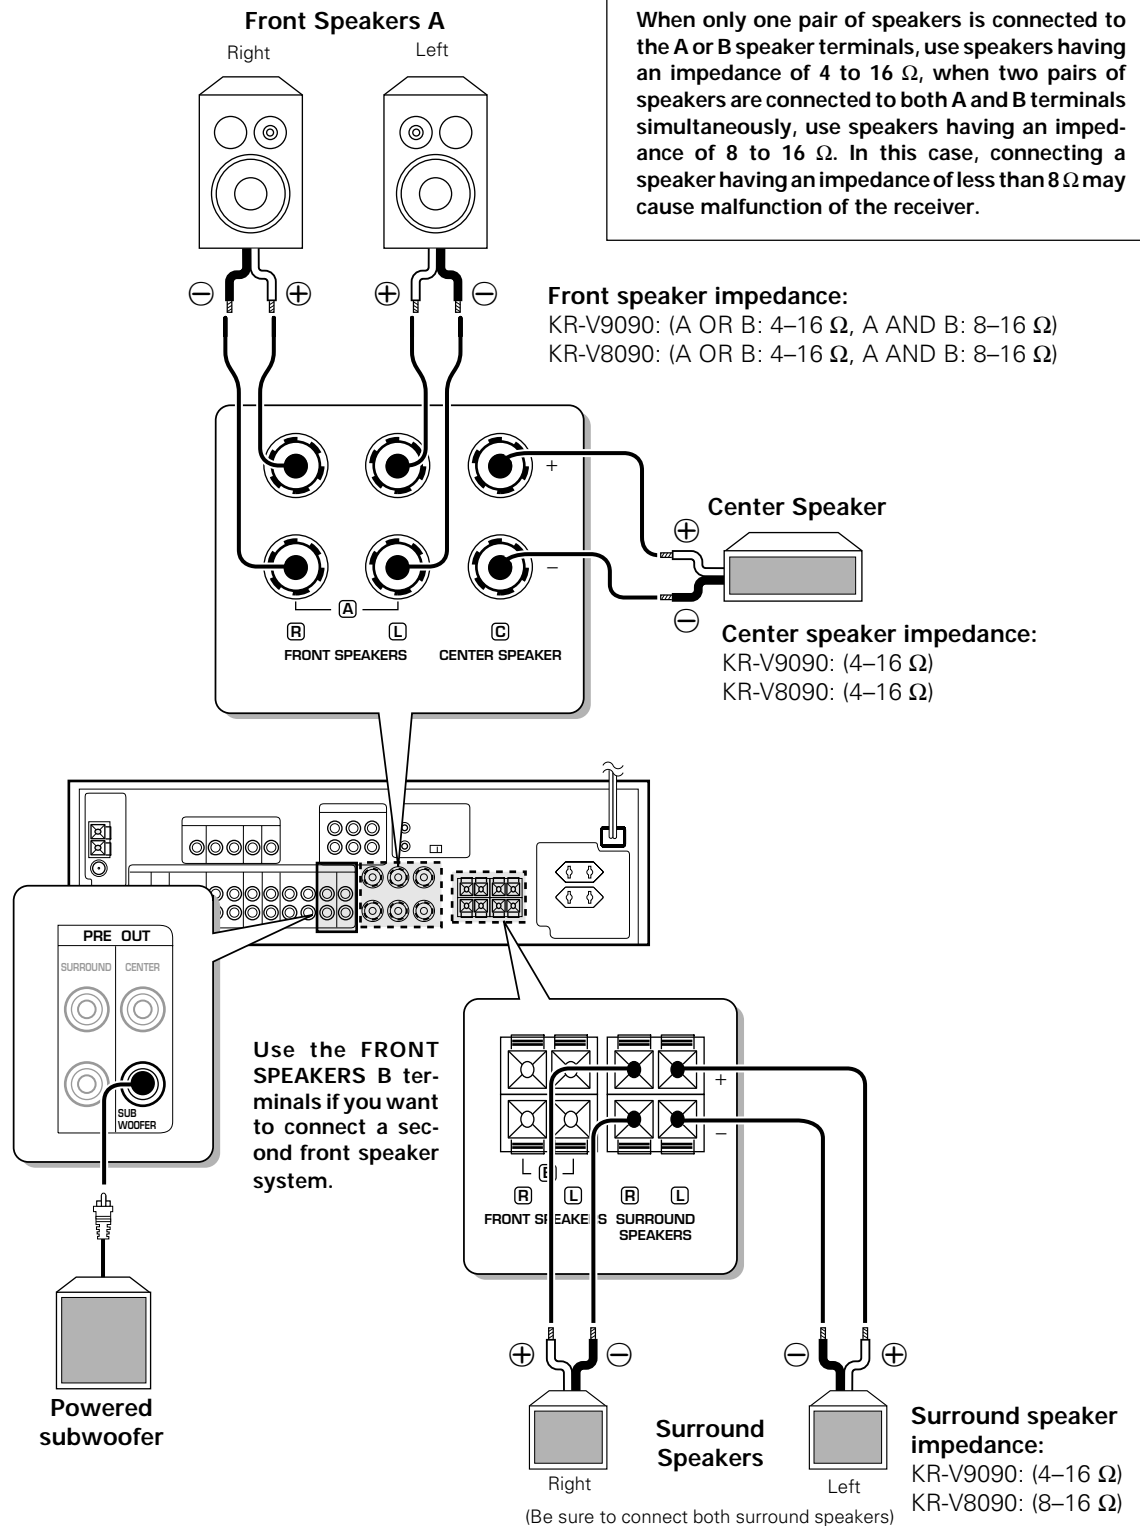 Front Speakers A
Right
Left
When only one pair of speakers is connected to
the A or B speaker terminals, use speakers having
an impedance of 4 to 16 Ω, when two pairs of
speakers are connected to both A and B terminals
simultaneously, use speakers having an imped-
ance of 8 to 16 Ω. In this case, connecting a
speaker having an impedance of less than 8 Ω may
cause malfunction of the receiver.
⊖ ⊕ ⊕ ⊖
Front speaker impedance:
KR-V9090: (A OR B: 4–16 Ω, A AND B: 8–16 Ω)
KR-V8090: (A OR B: 4–16 Ω, A AND B: 8–16 Ω)
+
–
A
R L C
FRONT SPEAKERS CENTER SPEAKER
Center Speaker
⊕
⊖
Center speaker impedance:
KR-V9090: (4–16 Ω)
KR-V8090: (4–16 Ω)
PRE OUT
SURROUND CENTER
SUB
WOOFER
Use the FRONT
SPEAKERS B ter-
minals if you want
to connect a sec-
ond front speaker
system.
+
–
B
R L R L
FRONT SPEAKERS SURROUND
SPEAKERS
Powered
subwoofer
⊕ ⊖ ⊖ ⊕
Surround
Speakers
Right
Left
(Be sure to connect both surround speakers)
Surround speaker
impedance:
KR-V9090: (4–16 Ω)
KR-V8090: (8–16 Ω)